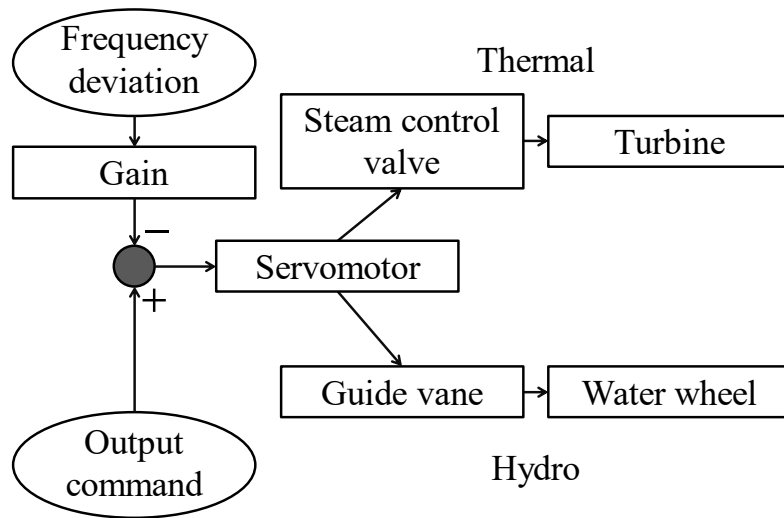 Frequency
deviation
Thermal
Steam control
valve
Turbine
Gain
−
Servomotor
+
Guide vane
Water wheel
Output
command
Hydro